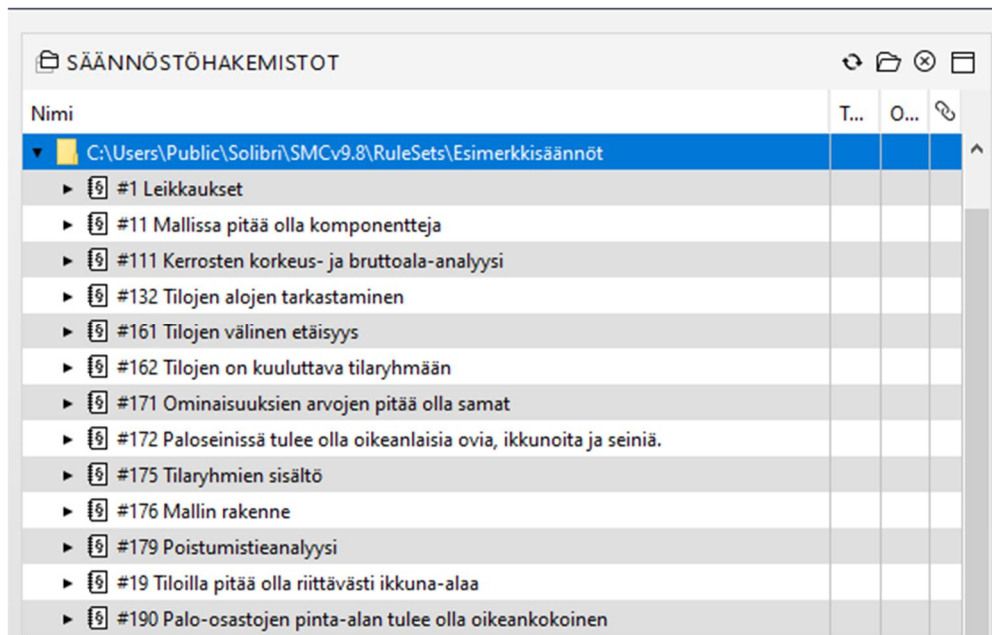 SÄÄNNÖSTÖHAKEMISTOT
Nimi T... O...
C:\Users\Public\Solibri\SMCv9.8\RuleSets\Esimerkkisäännöt
#1 Leikkaukset
#11 Mallissa pitää olla komponentteja
#111 Kerrosten korkeus- ja bruttoala-analyysi
#132 Tilojen alojen tarkastaminen
#161 Tilojen välinen etäisyys
#162 Tilojen on kuuluttava tilaryhmään
#171 Ominaisuuksien arvojen pitää olla samat
#172 Paloseinissä tulee olla oikeanlaisia ovia, ikkunoita ja seiniä.
#175 Tilaryhmien sisältö
#176 Mallin rakenne
#179 Poistumistieanalyysi
#19 Tiloilla pitää olla riittävästi ikkuna-alaa
#190 Palo-osastojen pinta-alan tulee olla oikeankokoinen